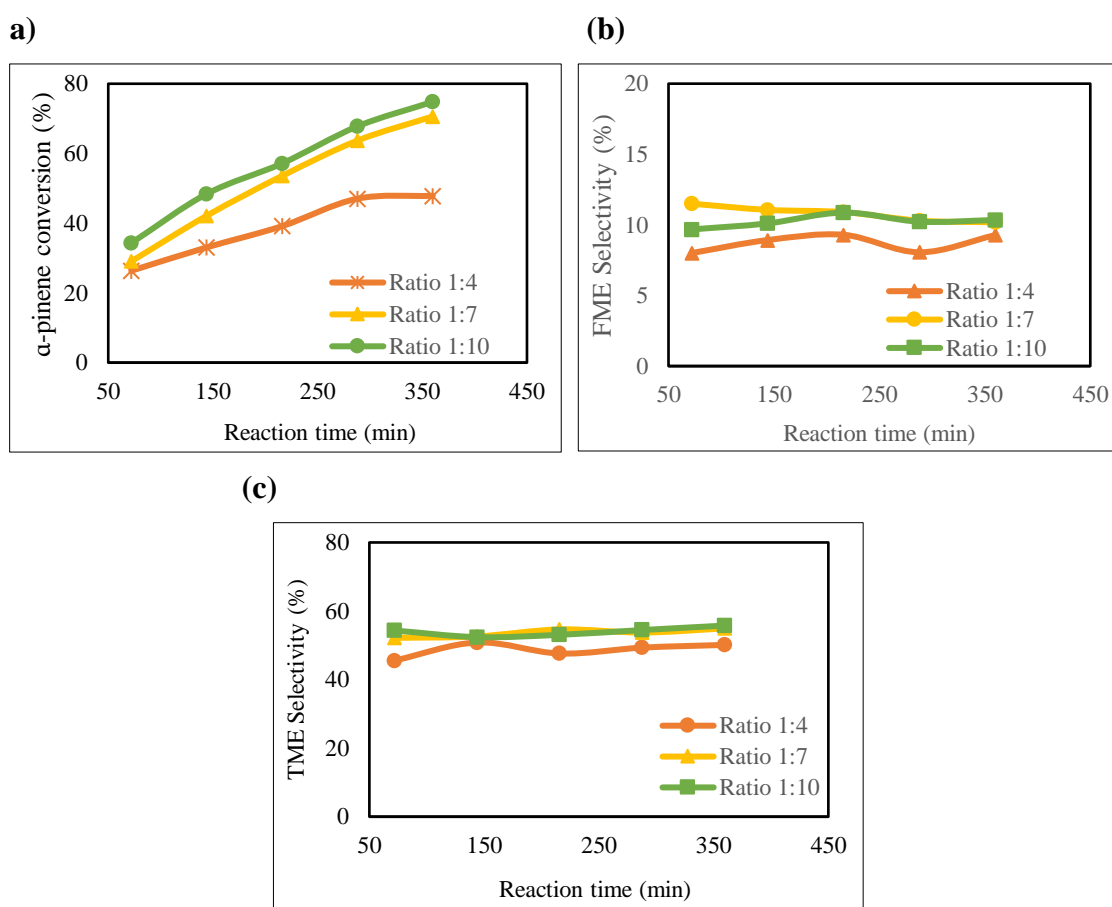 a)
(b)
α-pinene conversion (%)
80
60
40
20
0
50
150
250
350
450
Reaction time (min)
Ratio 1:4
Ratio 1:7
Ratio 1:10
FME Selectivity (%)
20
15
10
5
0
50
150
250
350
450
Reaction time (min)
Ratio 1:4
Ratio 1:7
Ratio 1:10
(c)
TME Selectivity (%)
80
60
40
20
0
50
150
250
350
450
Reaction time (min)
Ratio 1:4
Ratio 1:7
Ratio 1:10